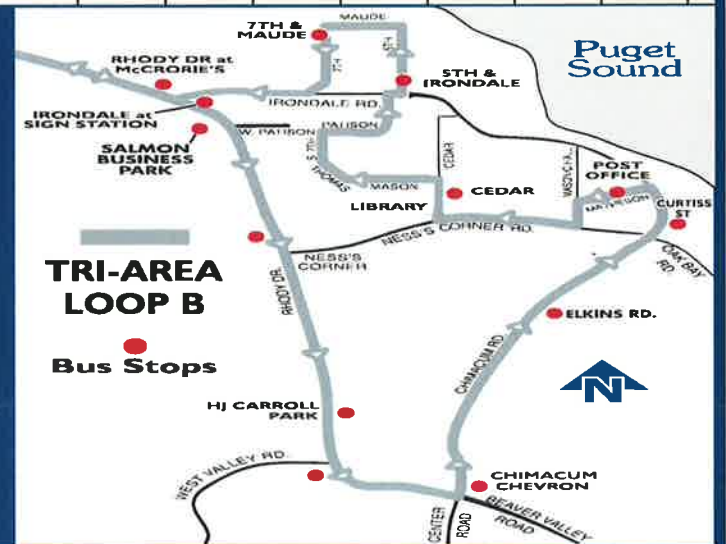 MAUDE
7TH &
MAUDE
7TH
5TH
Puget
Sound
RHODY DR at
McCRORIE'S
5TH &
IRONDALE
IRONDALE RD.
IRONDALE at
SIGN STATION
W. PATISON
PATISON
SALMON
BUSINESS
PARK
S 7TH
THOMAS
CEDAR
MASON
LIBRARY
CEDAR
POST
OFFICE
CURTISS
ST
NESS'S CORNER RD.
NESS'S
CORNER
OAK BAY
RD.
TRI-AREA
LOOP B
RHODY DR.
ELKINS RD.
CHIMACUM RD
Bus Stops
N
HJ CARROLL
PARK
WEST VALLEY RD.
CHIMACUM
CHEVRON
CENTER
ROAD
BEAVER VALLEY
ROAD